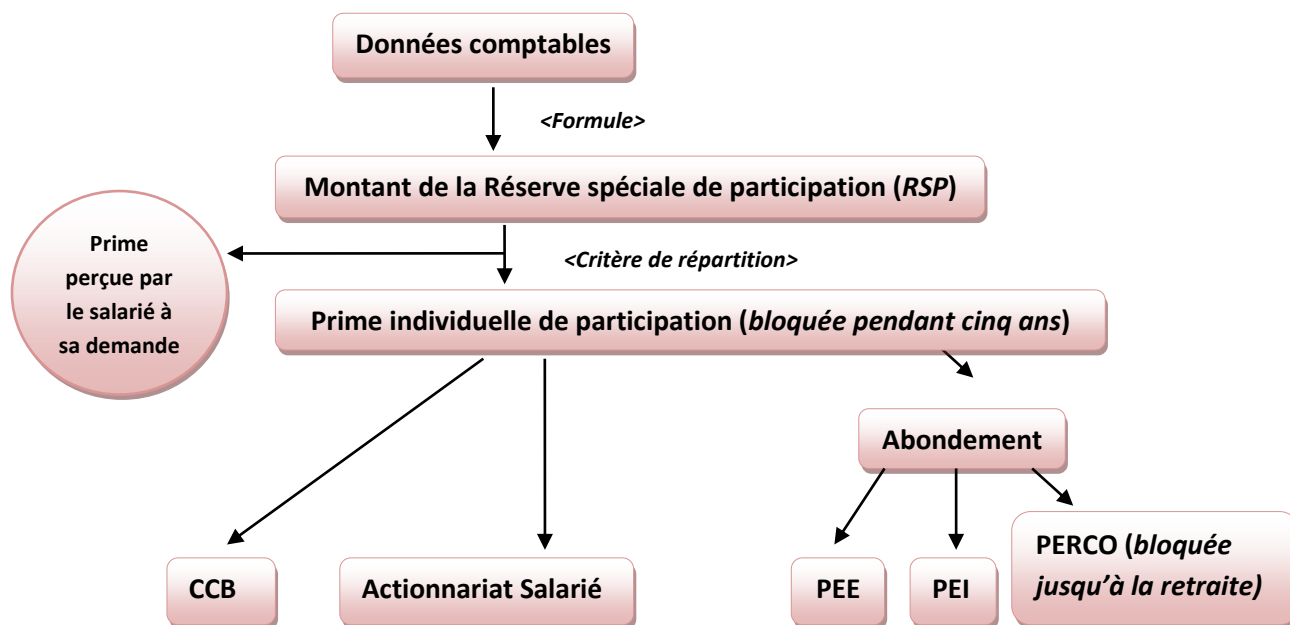 Données comptables
<Formule>
Montant de la Réserve spéciale de participation (RSP)
Prime
perçue par
le salarié à
sa demande
<Critère de répartition>
Prime individuelle de participation (bloquée pendant cinq ans)
Abondement
CCB
Actionnariat Salarié
PEE
PEI
PERCO (bloquée
jusqu’à la retraite)